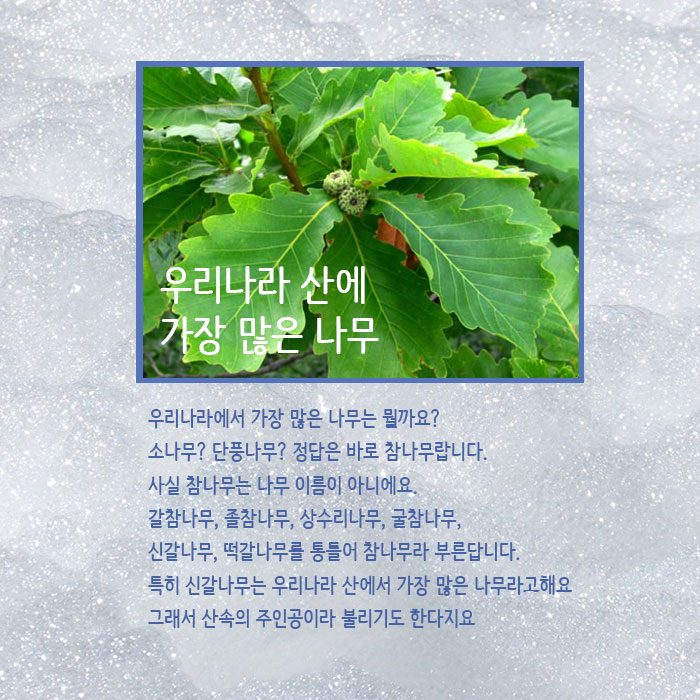 우리나라 산에
가장 많은 나무
우리나라에서 가장 많은 나무는 뭘까요?
소나무? 단풍나무? 정답은 바로 참나무랍니다.
사실 참나무는 나무 이름이 아니에요.
갈참나무, 졸참나무, 상수리나무, 굴참나무,
신갈나무, 떡갈나무를 통틀어 참나무라 부른답니다.
특히 신갈나무는 우리나라 산에서 가장 많은 나무라고해요
그래서 산속의 주인공이라 불리기도 한다지요